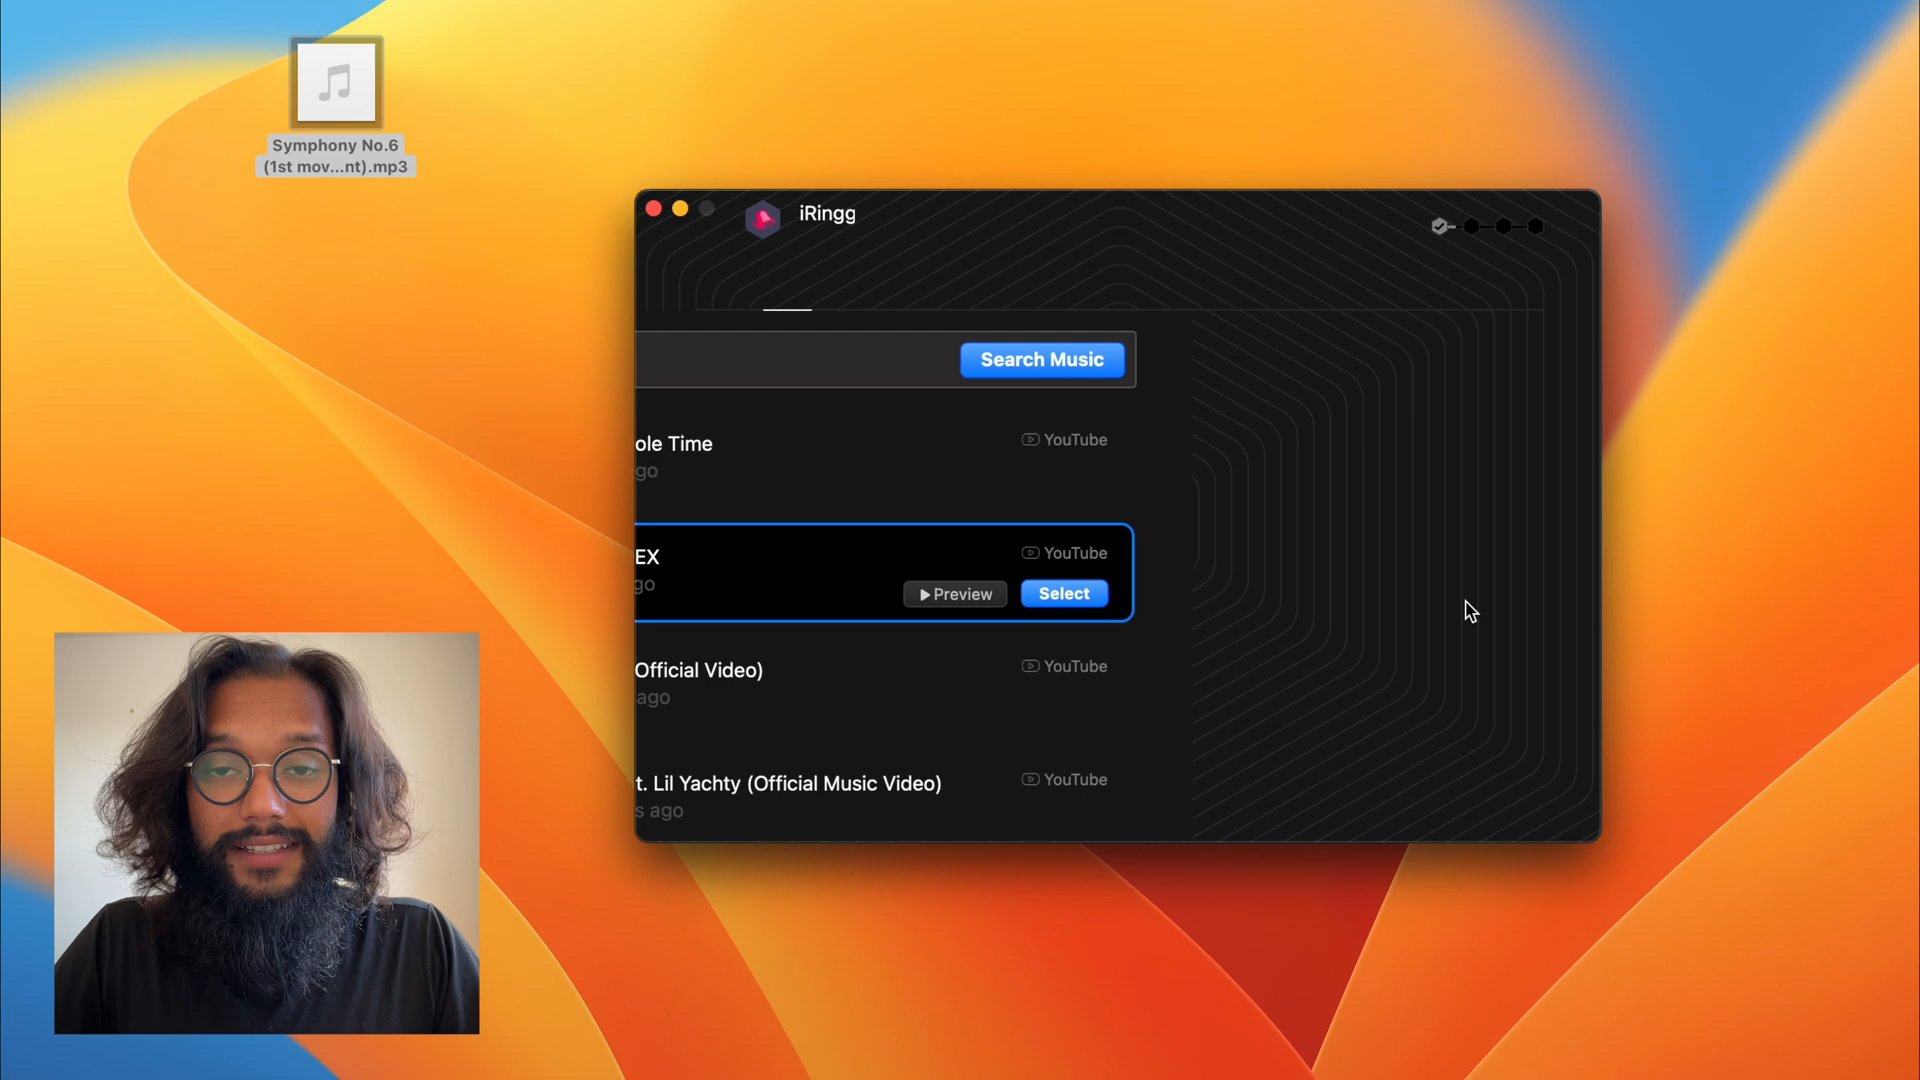 Symphony No.6
(1st mov...nt).mp3
iRingg
Search Music
ole Time
YouTube
go
EX
YouTube
go
Preview
Select
Official Video)
YouTube
ago
t. Lil Yachty (Official Music Video)
YouTube
s ago